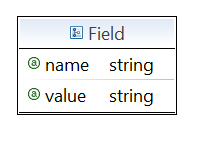 Field
name string
value string